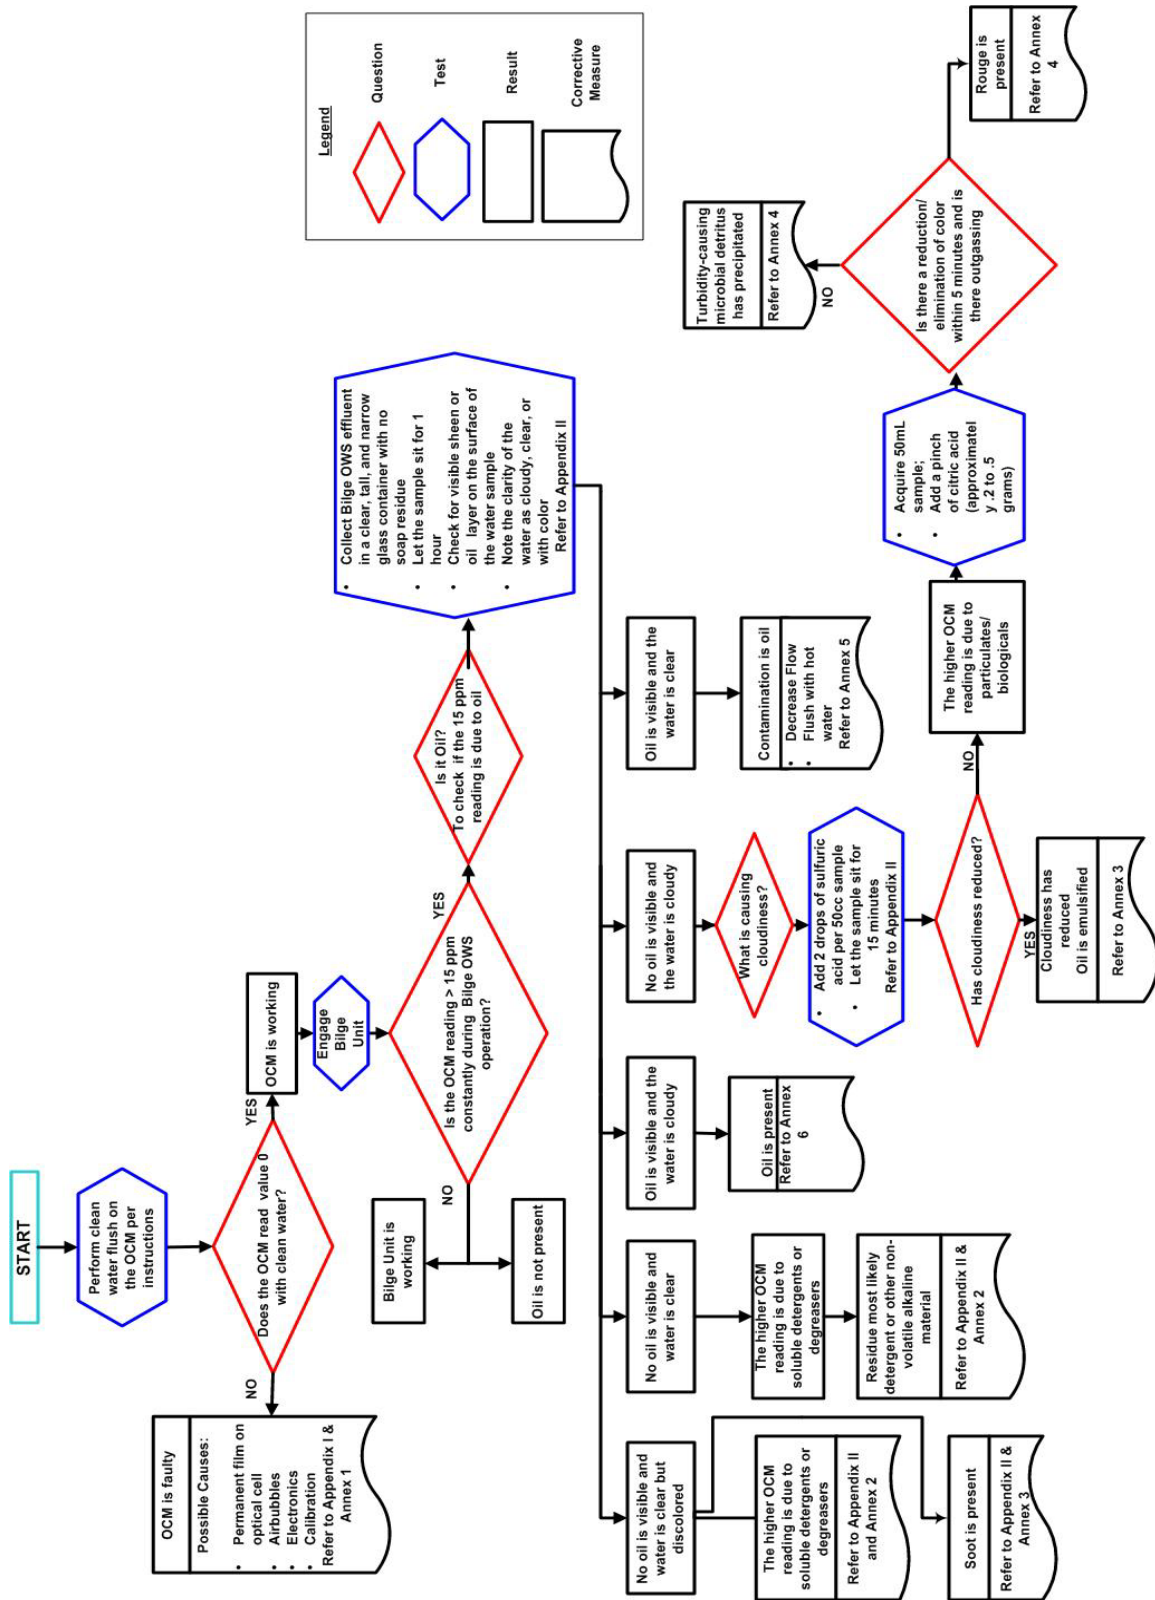 START
Perform clean
water flush on
the OCM per
instructions
Does the OCM read value 0
with clean water?
NO
OCM is faulty
Possible Causes:
• Permanent film on
optical cell
• Airbubbles
• Electronics
• Calibration
Refer to Appendix I &
Annex 1
YES
OCM is working
Engage
Bilge
Unit
Is the OCM reading > 15 ppm
constantly during Bilge OWS
operation?
NO
Bilge Unit is
working
Oil is not present
YES
Is it Oil?
To check if the 15 ppm
reading is due to oil
• Collect Bilge OWS effluent
in a clear, tall, and narrow
glass container with no
soap residue
• Let the sample sit for 1
hour
• Check for visible sheen or
oil layer on the surface of
the water sample
• Note the clarity of the
water as cloudy, clear, or
with color
Refer to Appendix II
Legend
Question
Test
Result
Corrective
Measure
No oil is visible and
water is clear but
discolored
The higher OCM
reading is due to
soluble detergents or
degreasers
Refer to Appendix II
and Annex 2
Soot is present
Refer to Appendix II &
Annex 3
No oil is visible and
water is clear
The higher OCM
reading is due to
soluble detergents or
degreasers
Residue most likely
detergent or other non-
volatile alkaline
material
Refer to Appendix II &
Annex 2
Oil is visible and the
water is cloudy
Oil is present
Refer to Annex
6
No oil is visible and
the water is cloudy
What is causing
cloudiness?
• Add 2 drops of sulfuric
acid per 50cc sample
• Let the sample sit for
15 minutes
Refer to Appendix II
Has cloudiness reduced?
YES
Cloudiness has
reduced
Oil is emulsified
Refer to Annex 3
NO
The higher OCM
reading is due to
particulates/
biologicals
Oil is visible and the
water is clear
Contamination is oil
• Decrease Flow
• Flush with hot
water
Refer to Annex 5
• Acquire 50mL
sample;
• Add a pinch
of citric acid
(approximatel
y .2 to .5
grams)
Is there a reduction/
elimination of color
within 5 minutes and is
there outgassing
NO
Turbidity-causing
microbial detritus
has precipitated
Refer to Annex 4
Rouge is
present
Refer to Annex
4